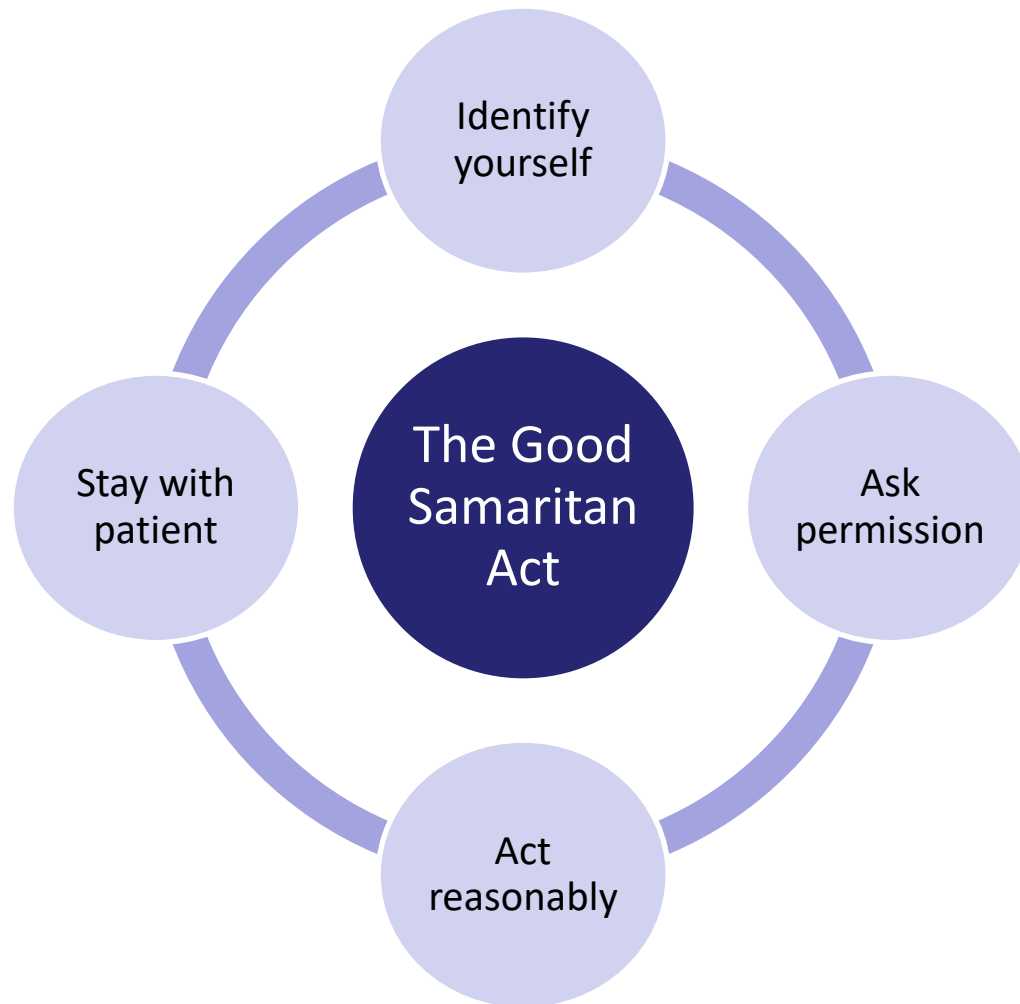 Identify
yourself
The Good
Samaritan
Act
Ask
permission
Act
reasonably
Stay with
patient